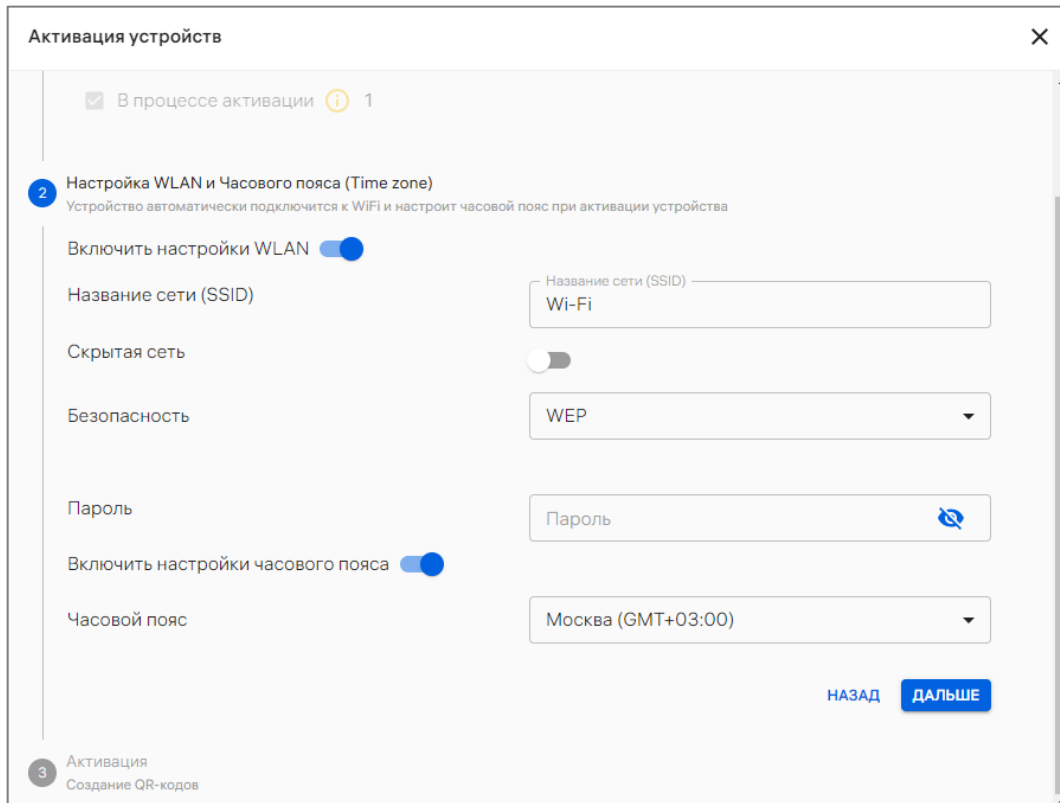 Активация устройств
В процессе активации 1
2
Настройка WLAN и Часового пояса (Time zone)
Устройство автоматически подключится к WiFi и настроит часовой пояс при активации устройства
Включить настройки WLAN
Название сети (SSID)
Название сети (SSID)
Wi-Fi
Скрытая сеть
Безопасность
WEP
Пароль
Пароль
Включить настройки часового пояса
Часовой пояс
Москва (GMT+03:00)
НАЗАД
ДАЛЬШЕ
3
Активация
Создание QR-кодов